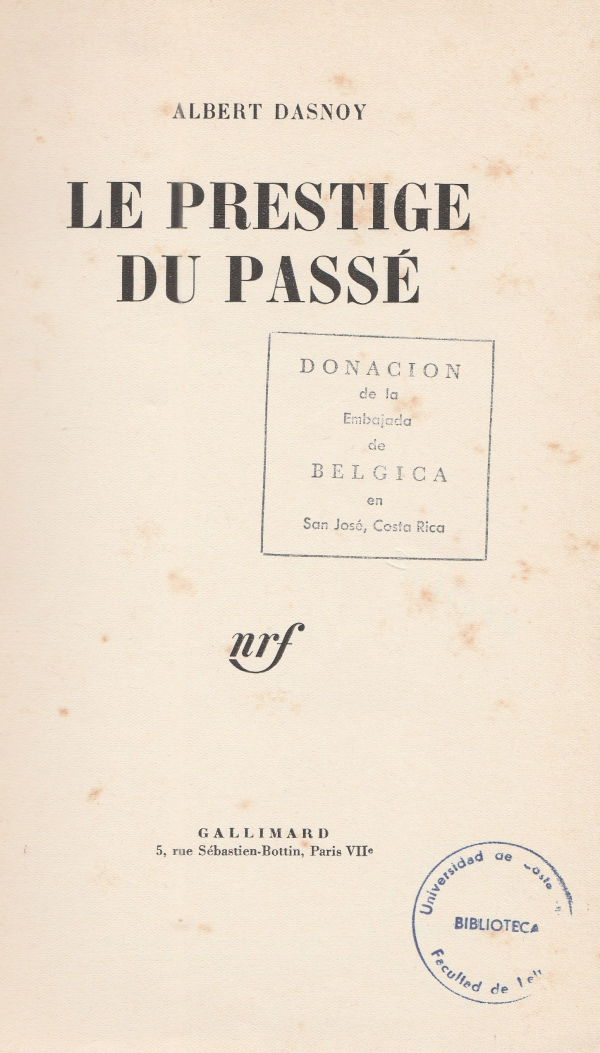 ALBERT DASNOY
LE PRESTIGE
DU PASSÉ
DONACION
de la
Embajada
de
BELGICA
en
San José, Costa Rica
nrf
GALLIMARD
5, rue Sébastien-Bottin, Paris VIIᵉ
Universidad de
BIBLIOTECA
Facultad de